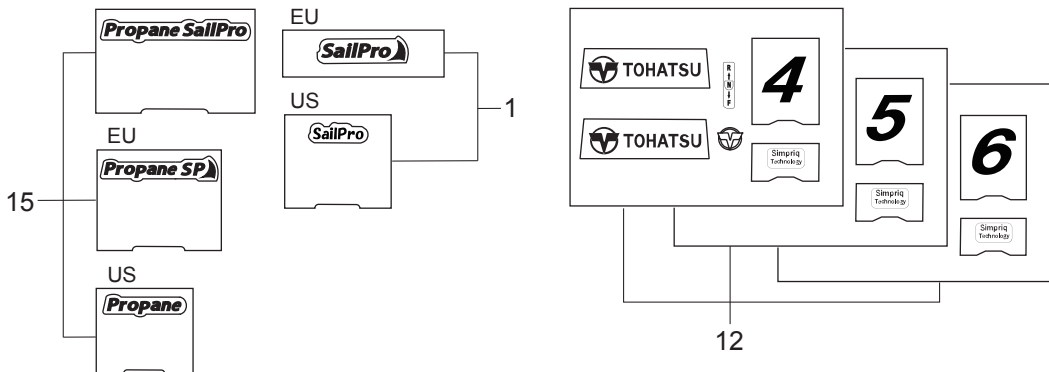 Propane SailPro
EU
Propane SP
US
Propane
15
EU
SailPro
US
SailPro
1
TOHATSU
TOHATSU
R
N
F
4
Simpriq
Technology
5
Simpriq
Technology
6
Simpriq
Technology
12